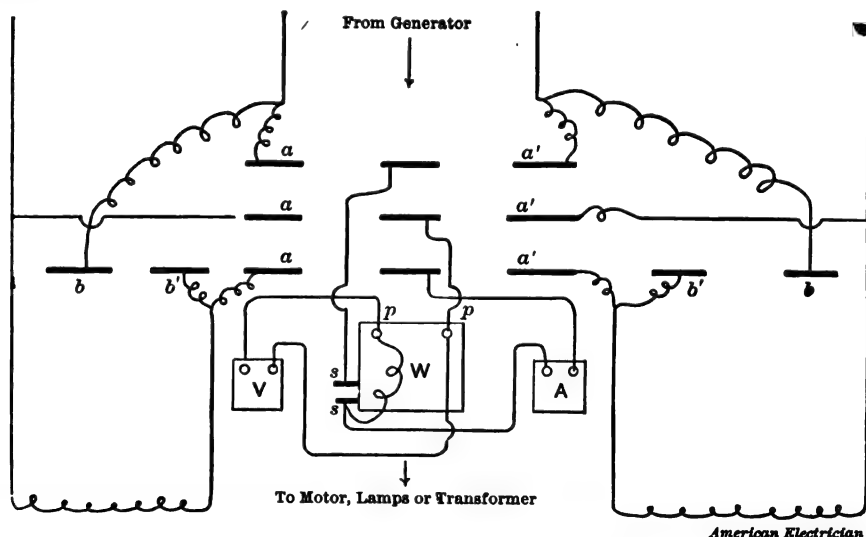 From Generator
a a'
a a'
b b' a a' b' b
p p
V s W A
s
To Motor, Lamps or Transformer
American Electrician